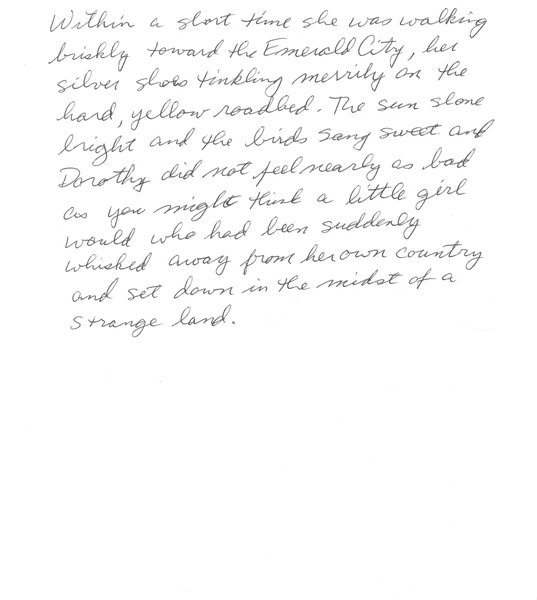 Within a short time she was walking
briskly toward the Emerald City, her
silver shoes tinkling merrily on the
hard, yellow roadbed. The sun shone
bright and the birds sang sweet and
Dorothy did not feel nearly as bad
as you might think a little girl
would who had been suddenly
whisked away from her own country
and set down in the midst of a
strange land.